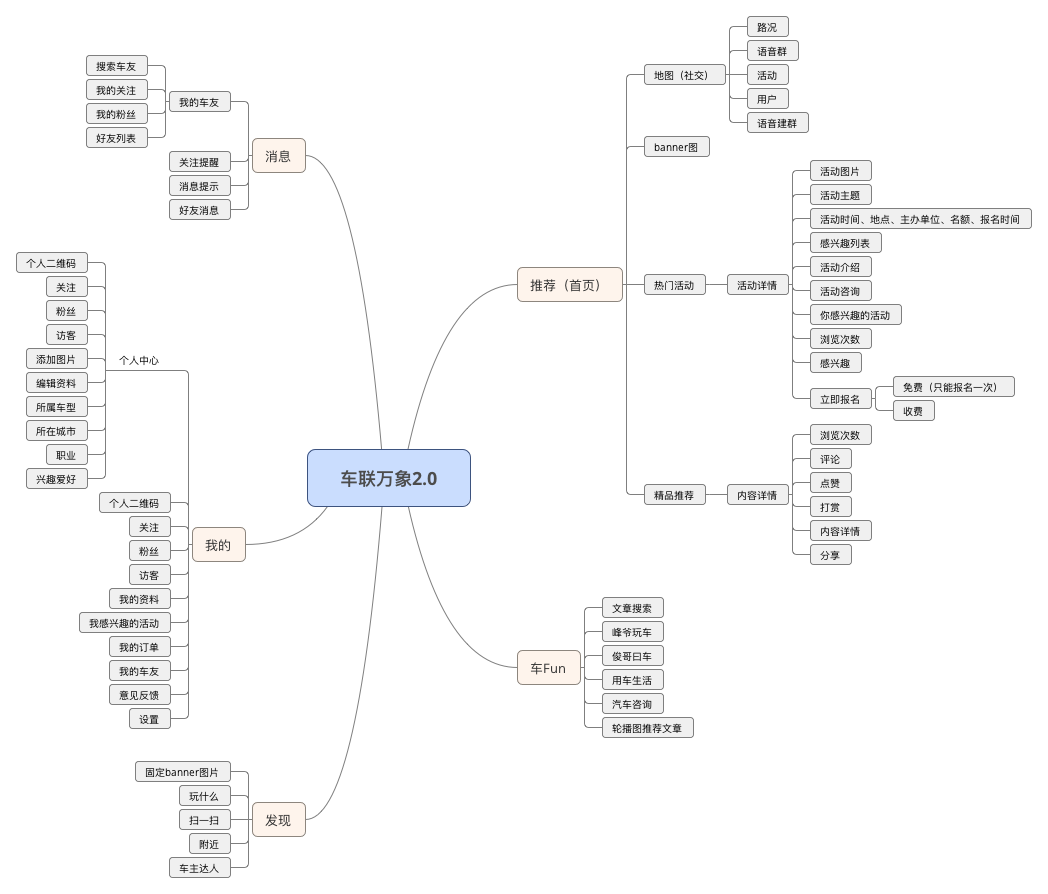 车联万象2.0
推荐（首页）
地图（社交）
路况
语音群
活动
用户
语音建群
banner图
热门活动
活动详情
活动图片
活动主题
活动时间、地点、主办单位、名额、报名时间
感兴趣列表
活动介绍
活动咨询
你感兴趣的活动
浏览次数
感兴趣
立即报名
免费（只能报名一次）
收费
精品推荐
内容详情
浏览次数
评论
点赞
打赏
内容详情
分享
车Fun
文章搜索
峰爷玩车
俊哥曰车
用车生活
汽车咨询
轮播图推荐文章
消息
我的车友
搜索车友
我的关注
我的粉丝
好友列表
关注提醒
消息提示
好友消息
我的
个人中心
个人二维码
关注
粉丝
访客
添加图片
编辑资料
所属车型
所在城市
职业
兴趣爱好
个人二维码
关注
粉丝
访客
我的资料
我感兴趣的活动
我的订单
我的车友
意见反馈
设置
发现
固定banner图片
玩什么
扫一扫
附近
车主达人